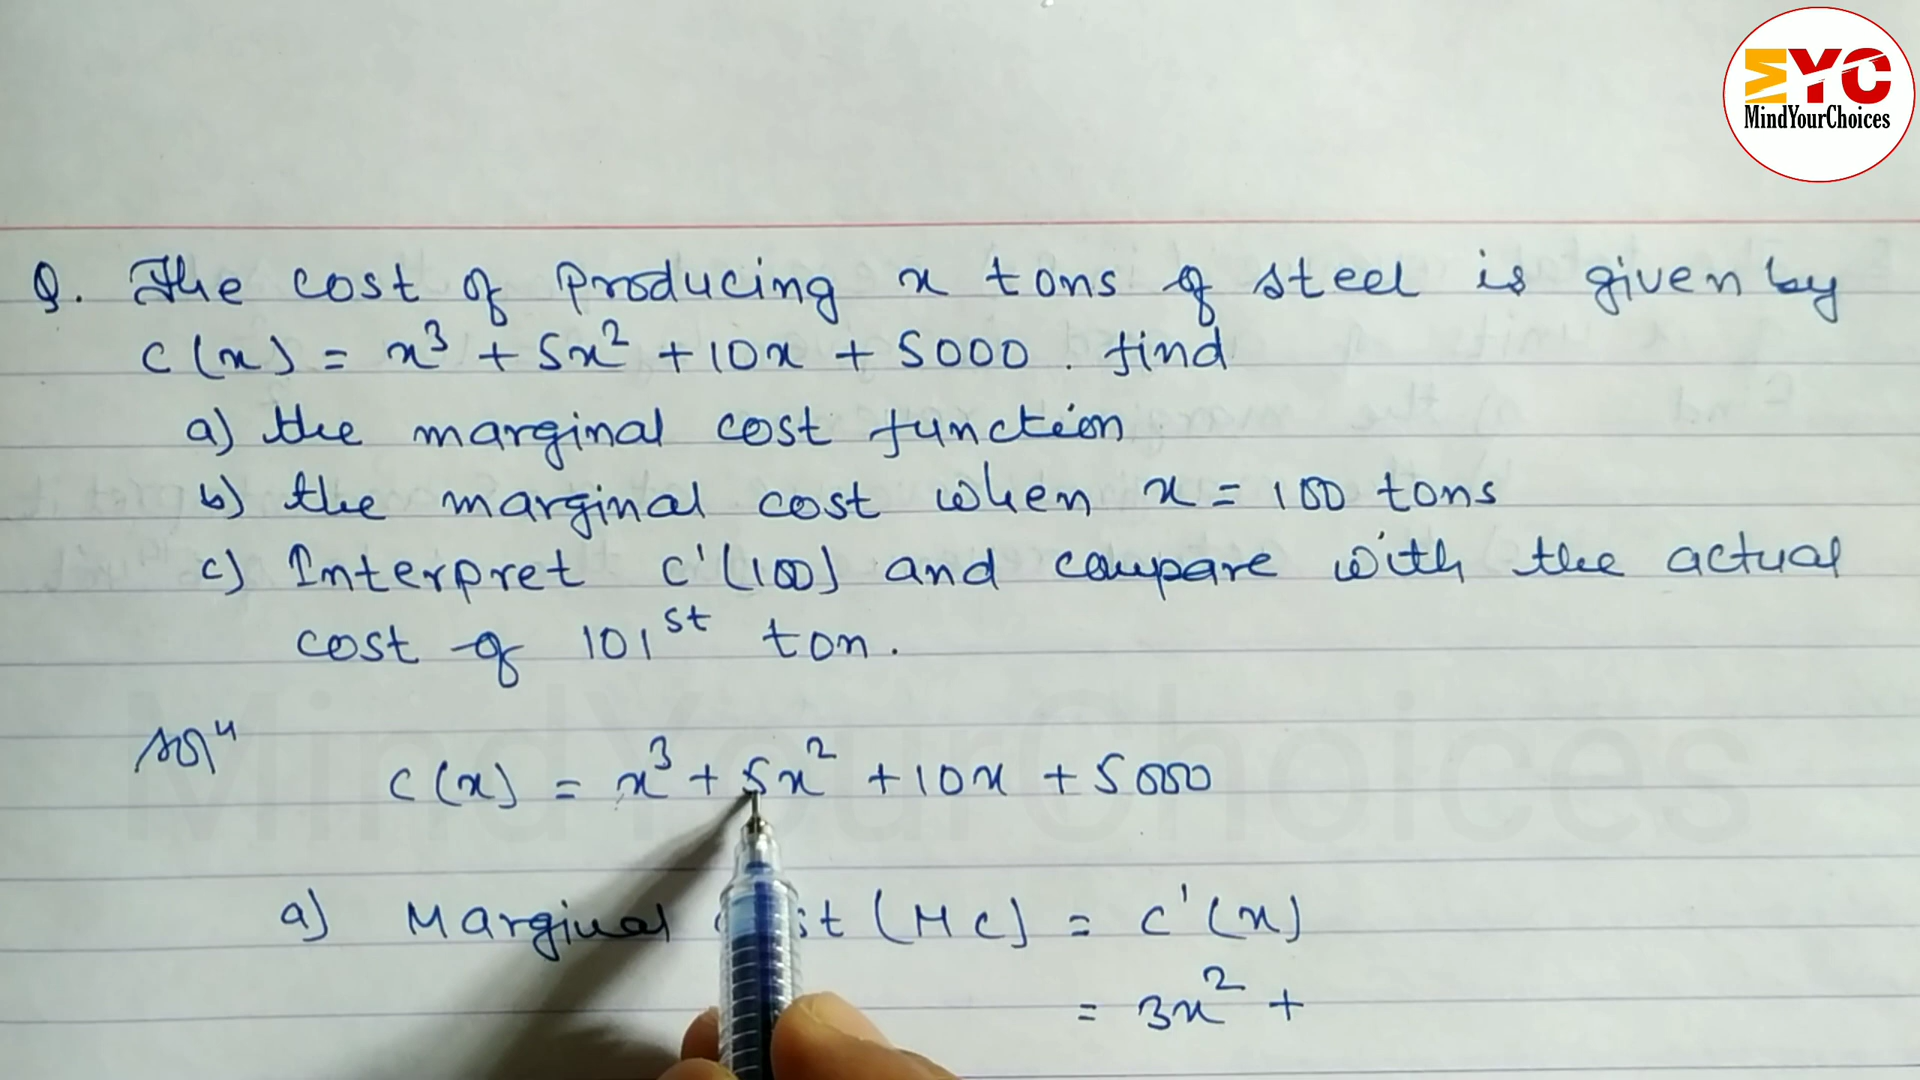 MYC
MindYourChoices
Q. The cost of producing x tons of steel is given by
C(x) = x³ + 5x² + 10x + 5000. find
a) the marginal cost function
b) the marginal cost when x = 100 tons
c) Interpret C'(100) and compare with the actual
cost of 101st ton.
Solⁿ
C(x) = x³ + 5x² + 10x + 5000
MindYourChoices
a) Marginal st (MC) = C'(x)
= 3x² +